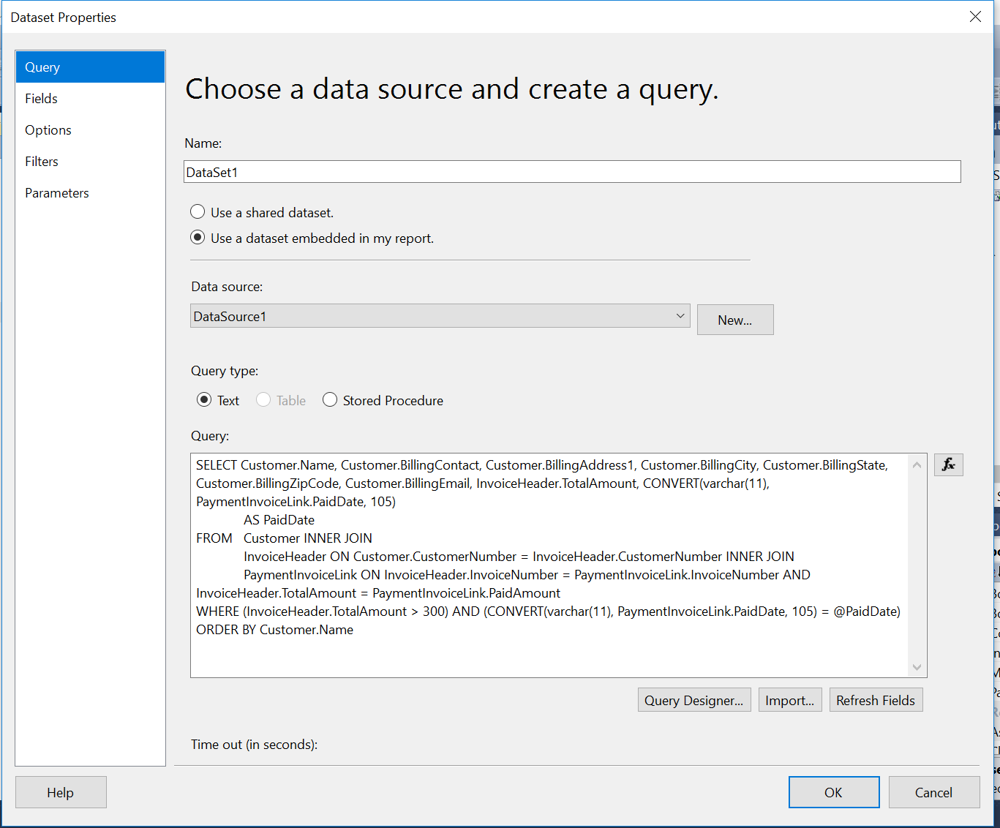 Dataset Properties
Query
Fields
Options
Filters
Parameters
Choose a data source and create a query.
Name:
DataSet1
Use a shared dataset.
Use a dataset embedded in my report.
Data source:
DataSource1
New...
Query type:
Text Table Stored Procedure
Query:
SELECT Customer.Name, Customer.BillingContact, Customer.BillingAddress1, Customer.BillingCity, Customer.BillingState,
Customer.BillingZipCode, Customer.BillingEmail, InvoiceHeader.TotalAmount, CONVERT(varchar(11),
PaymentInvoiceLink.PaidDate, 105)
AS PaidDate
FROM Customer INNER JOIN
InvoiceHeader ON Customer.CustomerNumber = InvoiceHeader.CustomerNumber INNER JOIN
PaymentInvoiceLink ON InvoiceHeader.InvoiceNumber = PaymentInvoiceLink.InvoiceNumber AND
InvoiceHeader.TotalAmount = PaymentInvoiceLink.PaidAmount
WHERE (InvoiceHeader.TotalAmount > 300) AND (CONVERT(varchar(11), PaymentInvoiceLink.PaidDate, 105) = @PaidDate)
ORDER BY Customer.Name
fx
Query Designer... Import... Refresh Fields
Time out (in seconds):
Help OK Cancel